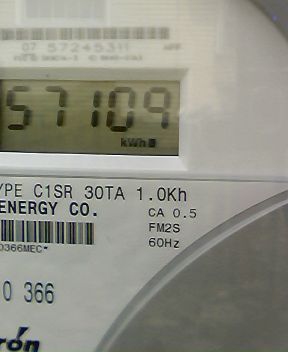 07 57245311
57109
kWh
YPE C1SR 30TA 1.0Kh
ENERGY CO.
CA 0.5
FM2S
60Hz
0366MEC*
0 366
rón